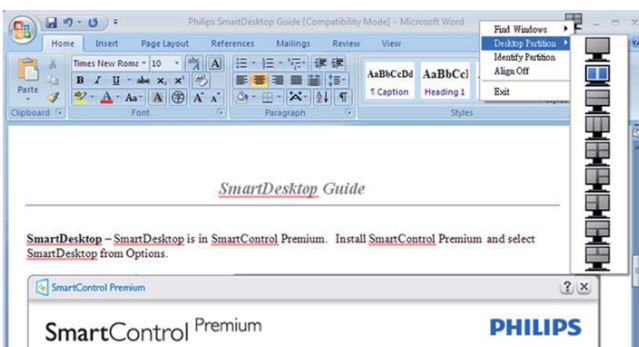 Philips SmartDesktop Guide [Compatibility Mode] - Microsoft Word
Home Insert Page Layout References Mailings Review View
Find Windows
Desktop Partition
Identify Partition
Align Off
Exit
Paste
Times New Roma 10
B I U abc x, x'
Aa A A A
AaBbCcDd AaBbCcl
¶ Caption Heading 1
Clipboard Font Paragraph Styles
SmartDesktop Guide
SmartDesktop – SmartDesktop is in SmartControl Premium. Install SmartControl Premium and select
SmartDesktop from Options.
SmartControl Premium
SmartControl Premium PHILIPS